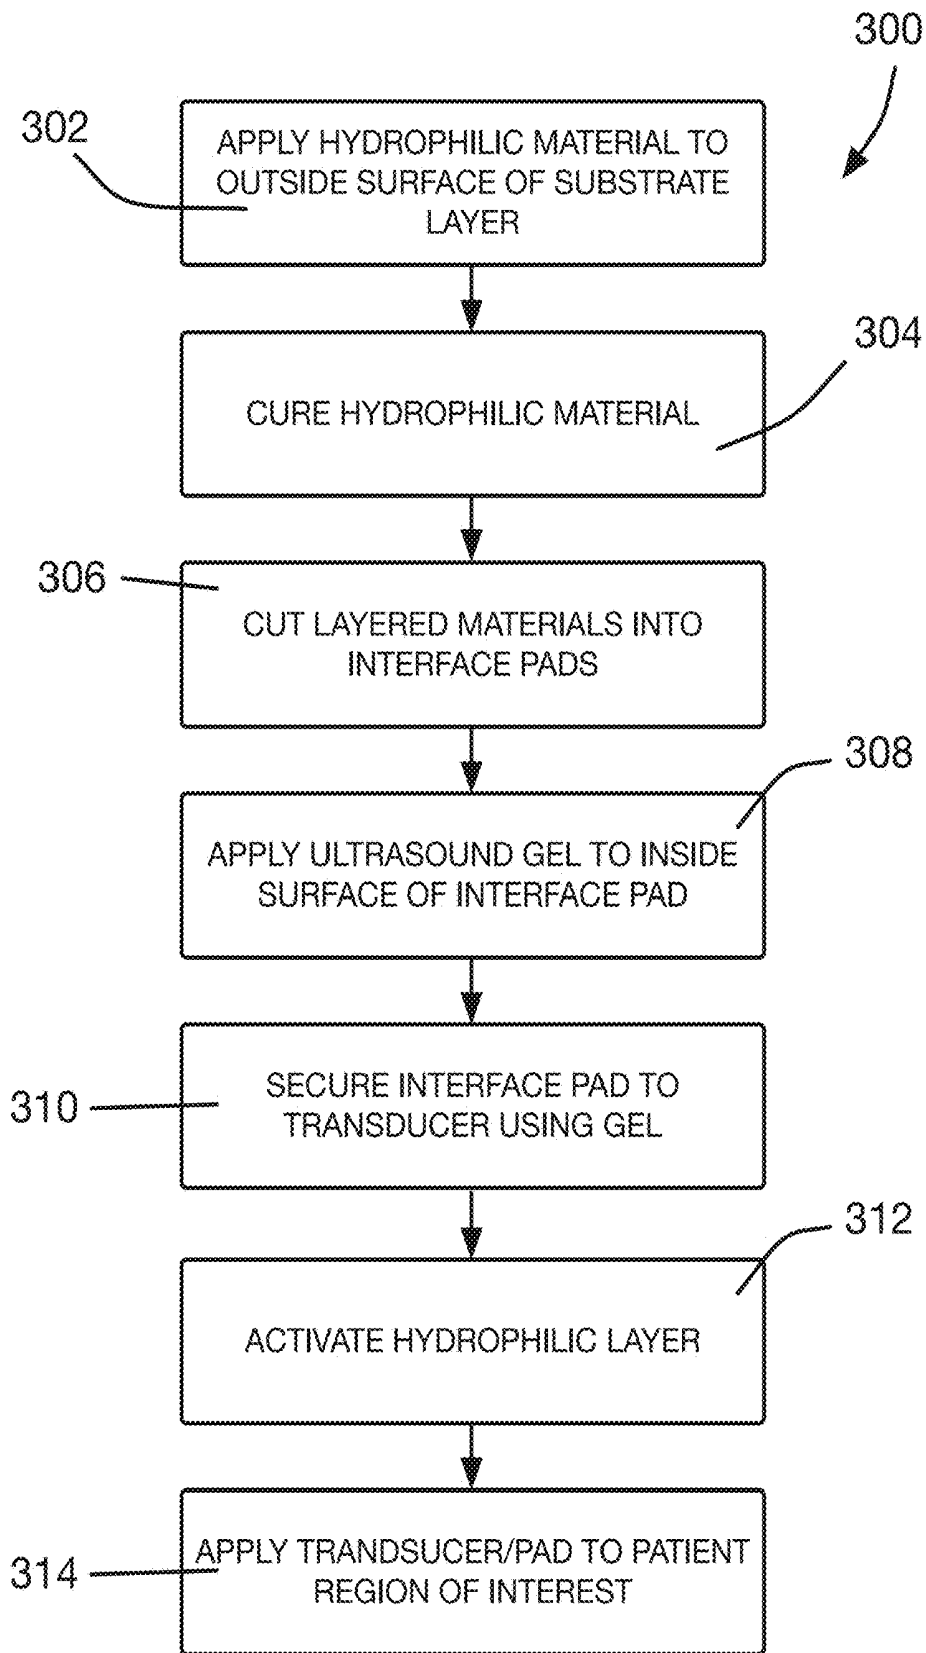 300
302
APPLY HYDROPHILIC MATERIAL TO
OUTSIDE SURFACE OF SUBSTRATE
LAYER
304
CURE HYDROPHILIC MATERIAL
306
CUT LAYERED MATERIALS INTO
INTERFACE PADS
308
APPLY ULTRASOUND GEL TO INSIDE
SURFACE OF INTERFACE PAD
310
SECURE INTERFACE PAD TO
TRANSDUCER USING GEL
312
ACTIVATE HYDROPHILIC LAYER
314
APPLY TRANDSUCER/PAD TO PATIENT
REGION OF INTEREST